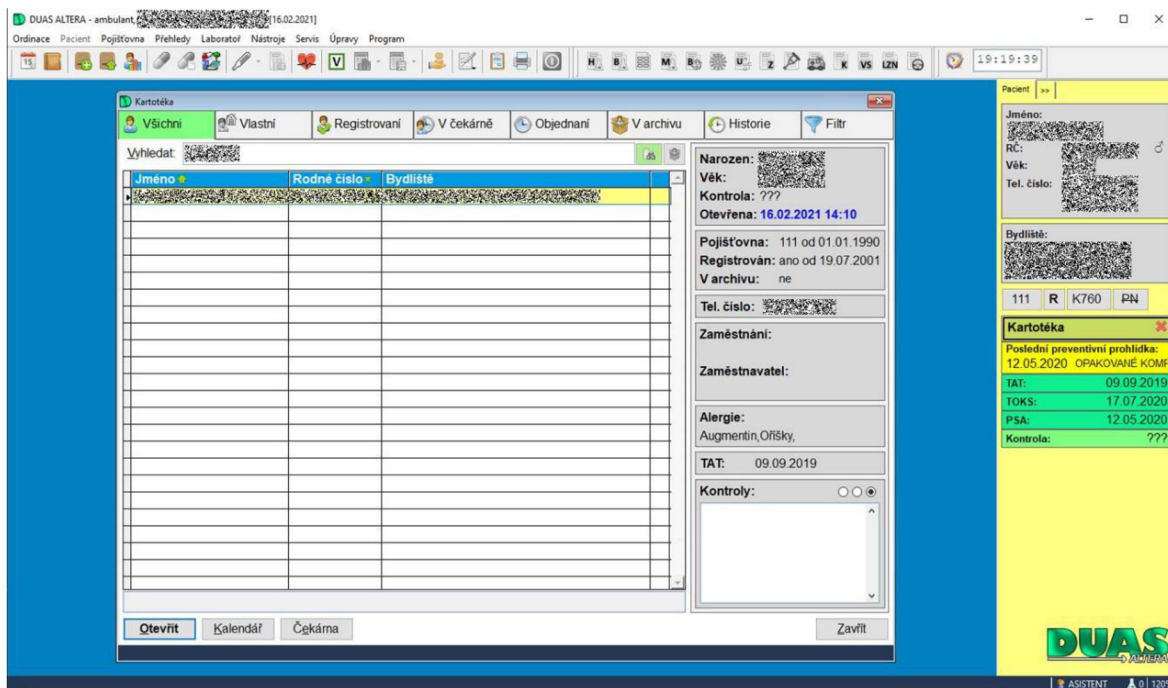 DUAS ALTERA - ambulant, [16.02.2021]
Ordinace Pacient Pojišťovna Přehledy Laboratoř Nástroje Servis Úpravy Program
15 V H B M U Z K VS LZN 19:19:39
Kartotéka
Všichni Vlastní Registrovaní V čekárně Objednaní V archivu Historie Filtr
Vyhledat:
Jméno Rodné číslo Bydliště
Narozen:
Věk:
Kontrola: ???
Otevřena: 16.02.2021 14:10
Pojišťovna: 111 od 01.01.1990
Registrován: ano od 19.07.2001
V archivu: ne
Tel. číslo:
Zaměstnání:
Zaměstnavatel:
Alergie:
Augmentin,Oříšky,
TAT: 09.09.2019
Kontroly:
Otevřít Kalendář Čekárna Zavřít
Pacient >>
Jméno:
RČ:
Věk:
Tel. číslo:
Bydliště:
111 R K760 PN
Kartotéka
Poslední preventivní prohlídka:
12.05.2020 OPAKOVANÉ KOMP
TAT: 09.09.2019
TOKS: 17.07.2020
PSA: 12.05.2020
Kontrola: ???
DUAS
ALTERA
ASISTENT 0 120%